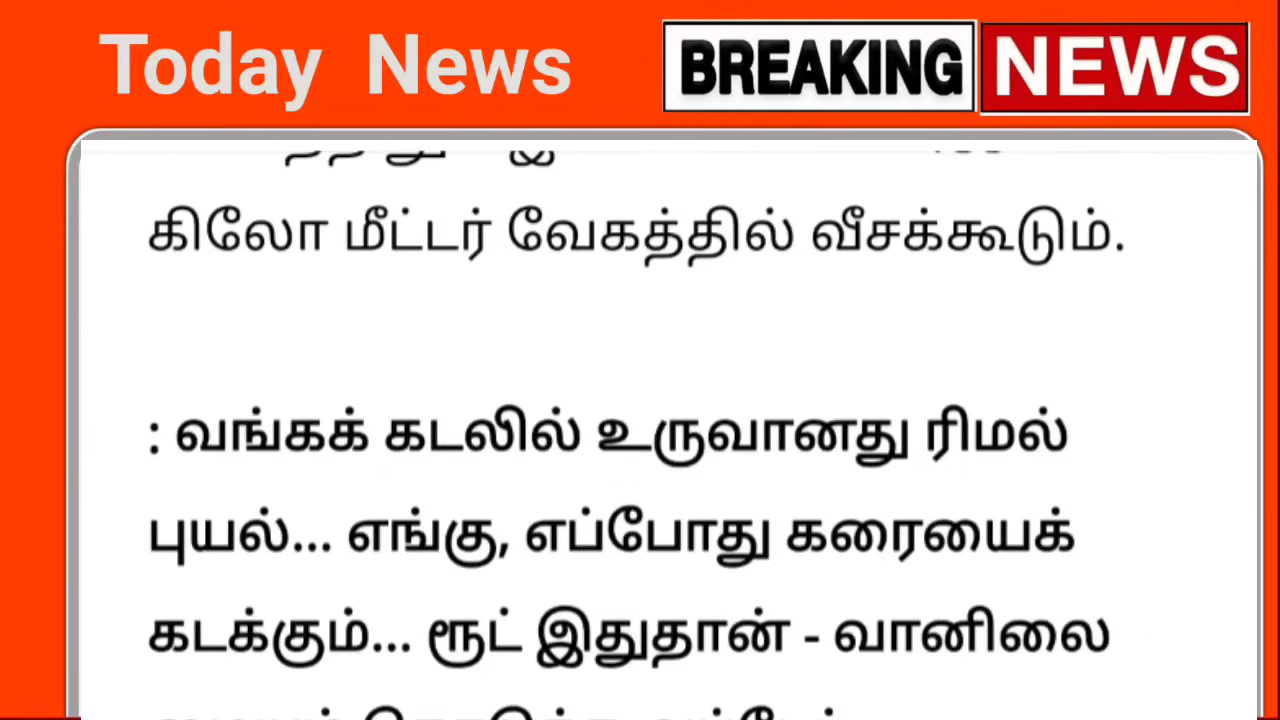 Today News
BREAKING NEWS
கிலோ மீட்டர் வேகத்தில் வீசக்கூடும்.
: வங்கக் கடலில் உருவானது ரிமல்
புயல்... எங்கு, எப்போது கரையைக்
கடக்கும்... ரூட் இதுதான் - வானிலை